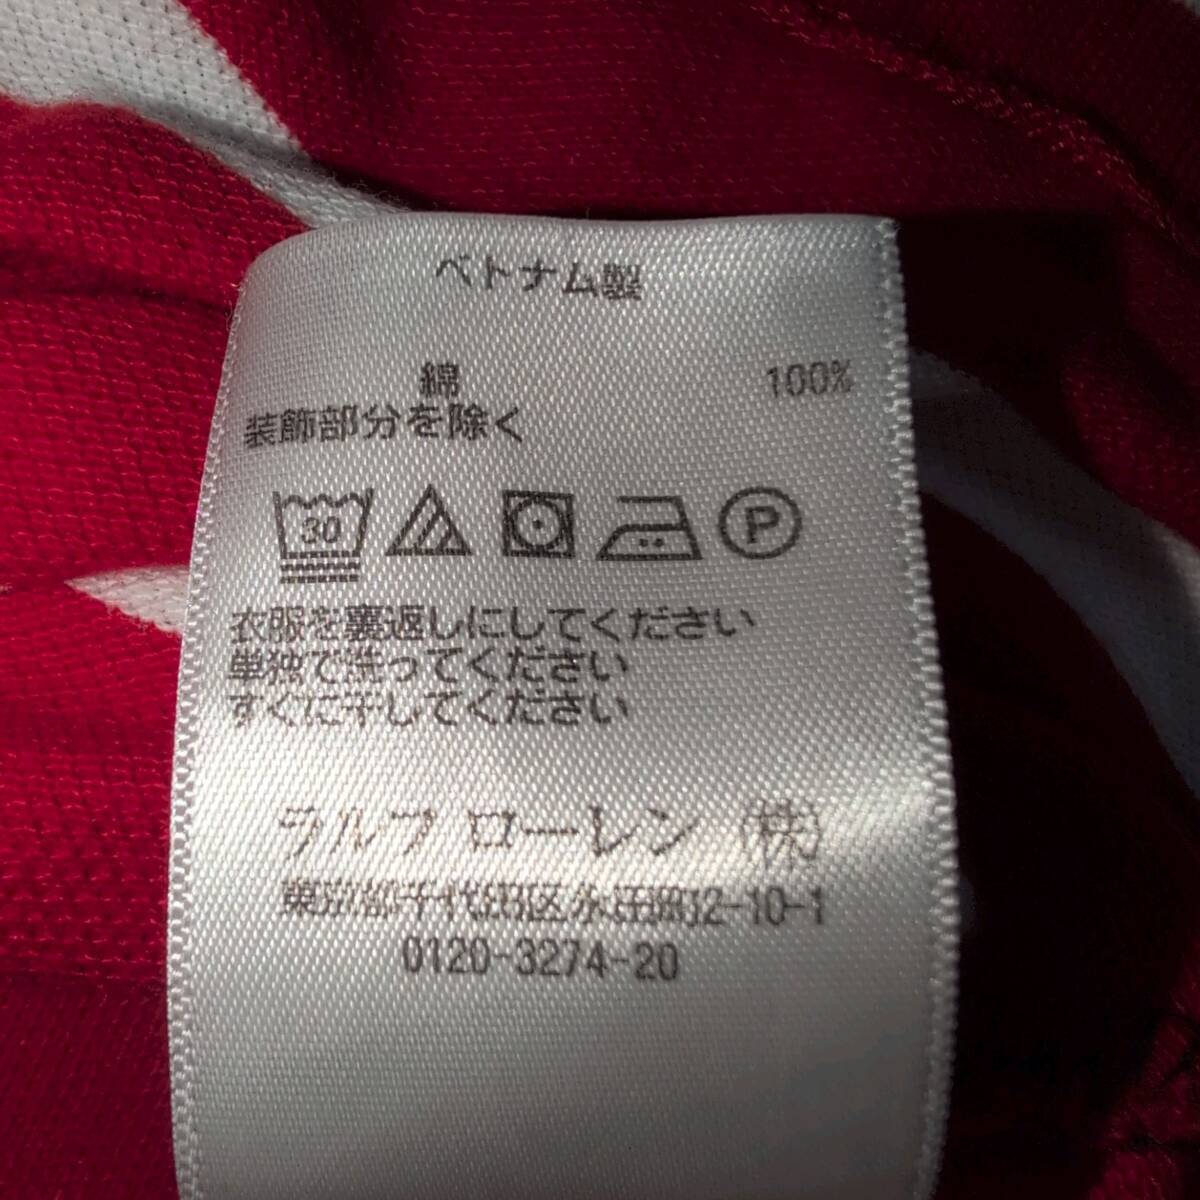 ベトナム製
綿 100%
装飾部分を除く
30 P
衣服を裏返しにしてください
単独で洗ってください
すぐに干してください
ラルフ ローレン (株)
東京都千代田区永田町2-10-1
0120-3274-20